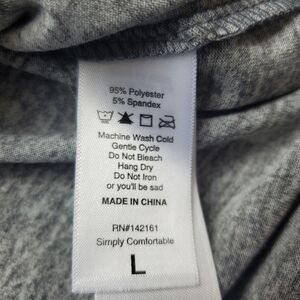 95% Polyester
5% Spandex
Machine Wash Cold
Gentle Cycle
Do Not Bleach
Hang Dry
Do Not Iron
or you'll be sad
MADE IN CHINA
RN#142161
Simply Comfortable
L